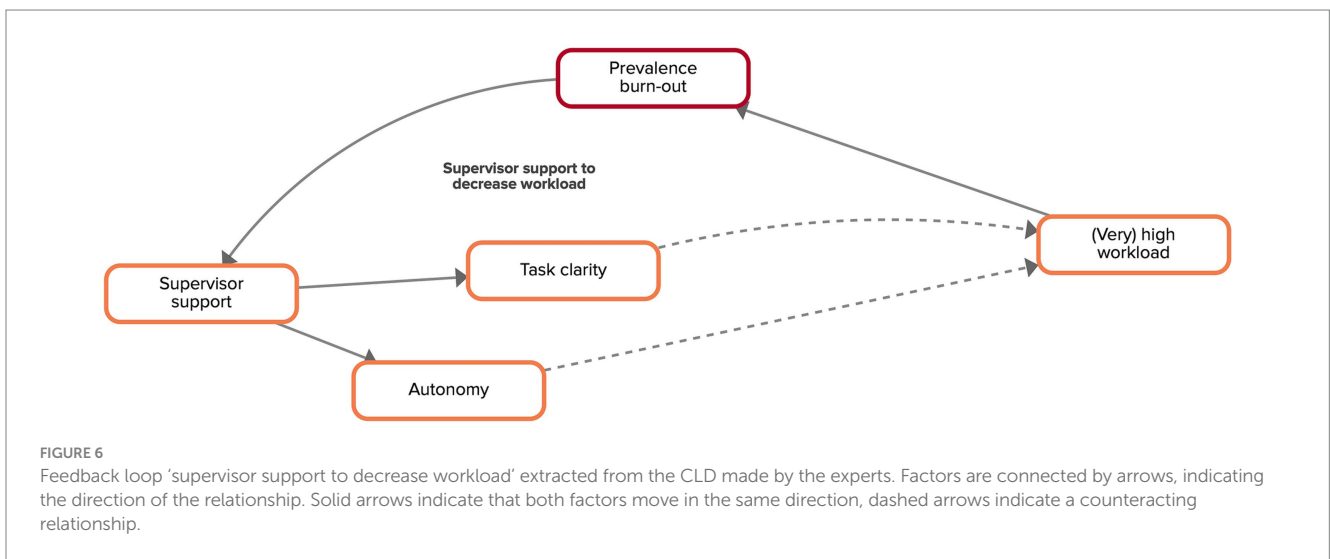 Prevalence
burn-out
Supervisor support to
decrease workload
(Very) high
workload
Task clarity
Supervisor
support
Autonomy
FIGURE 6
Feedback loop ‘supervisor support to decrease workload’ extracted from the CLD made by the experts. Factors are connected by arrows, indicating
the direction of the relationship. Solid arrows indicate that both factors move in the same direction, dashed arrows indicate a counteracting
relationship.